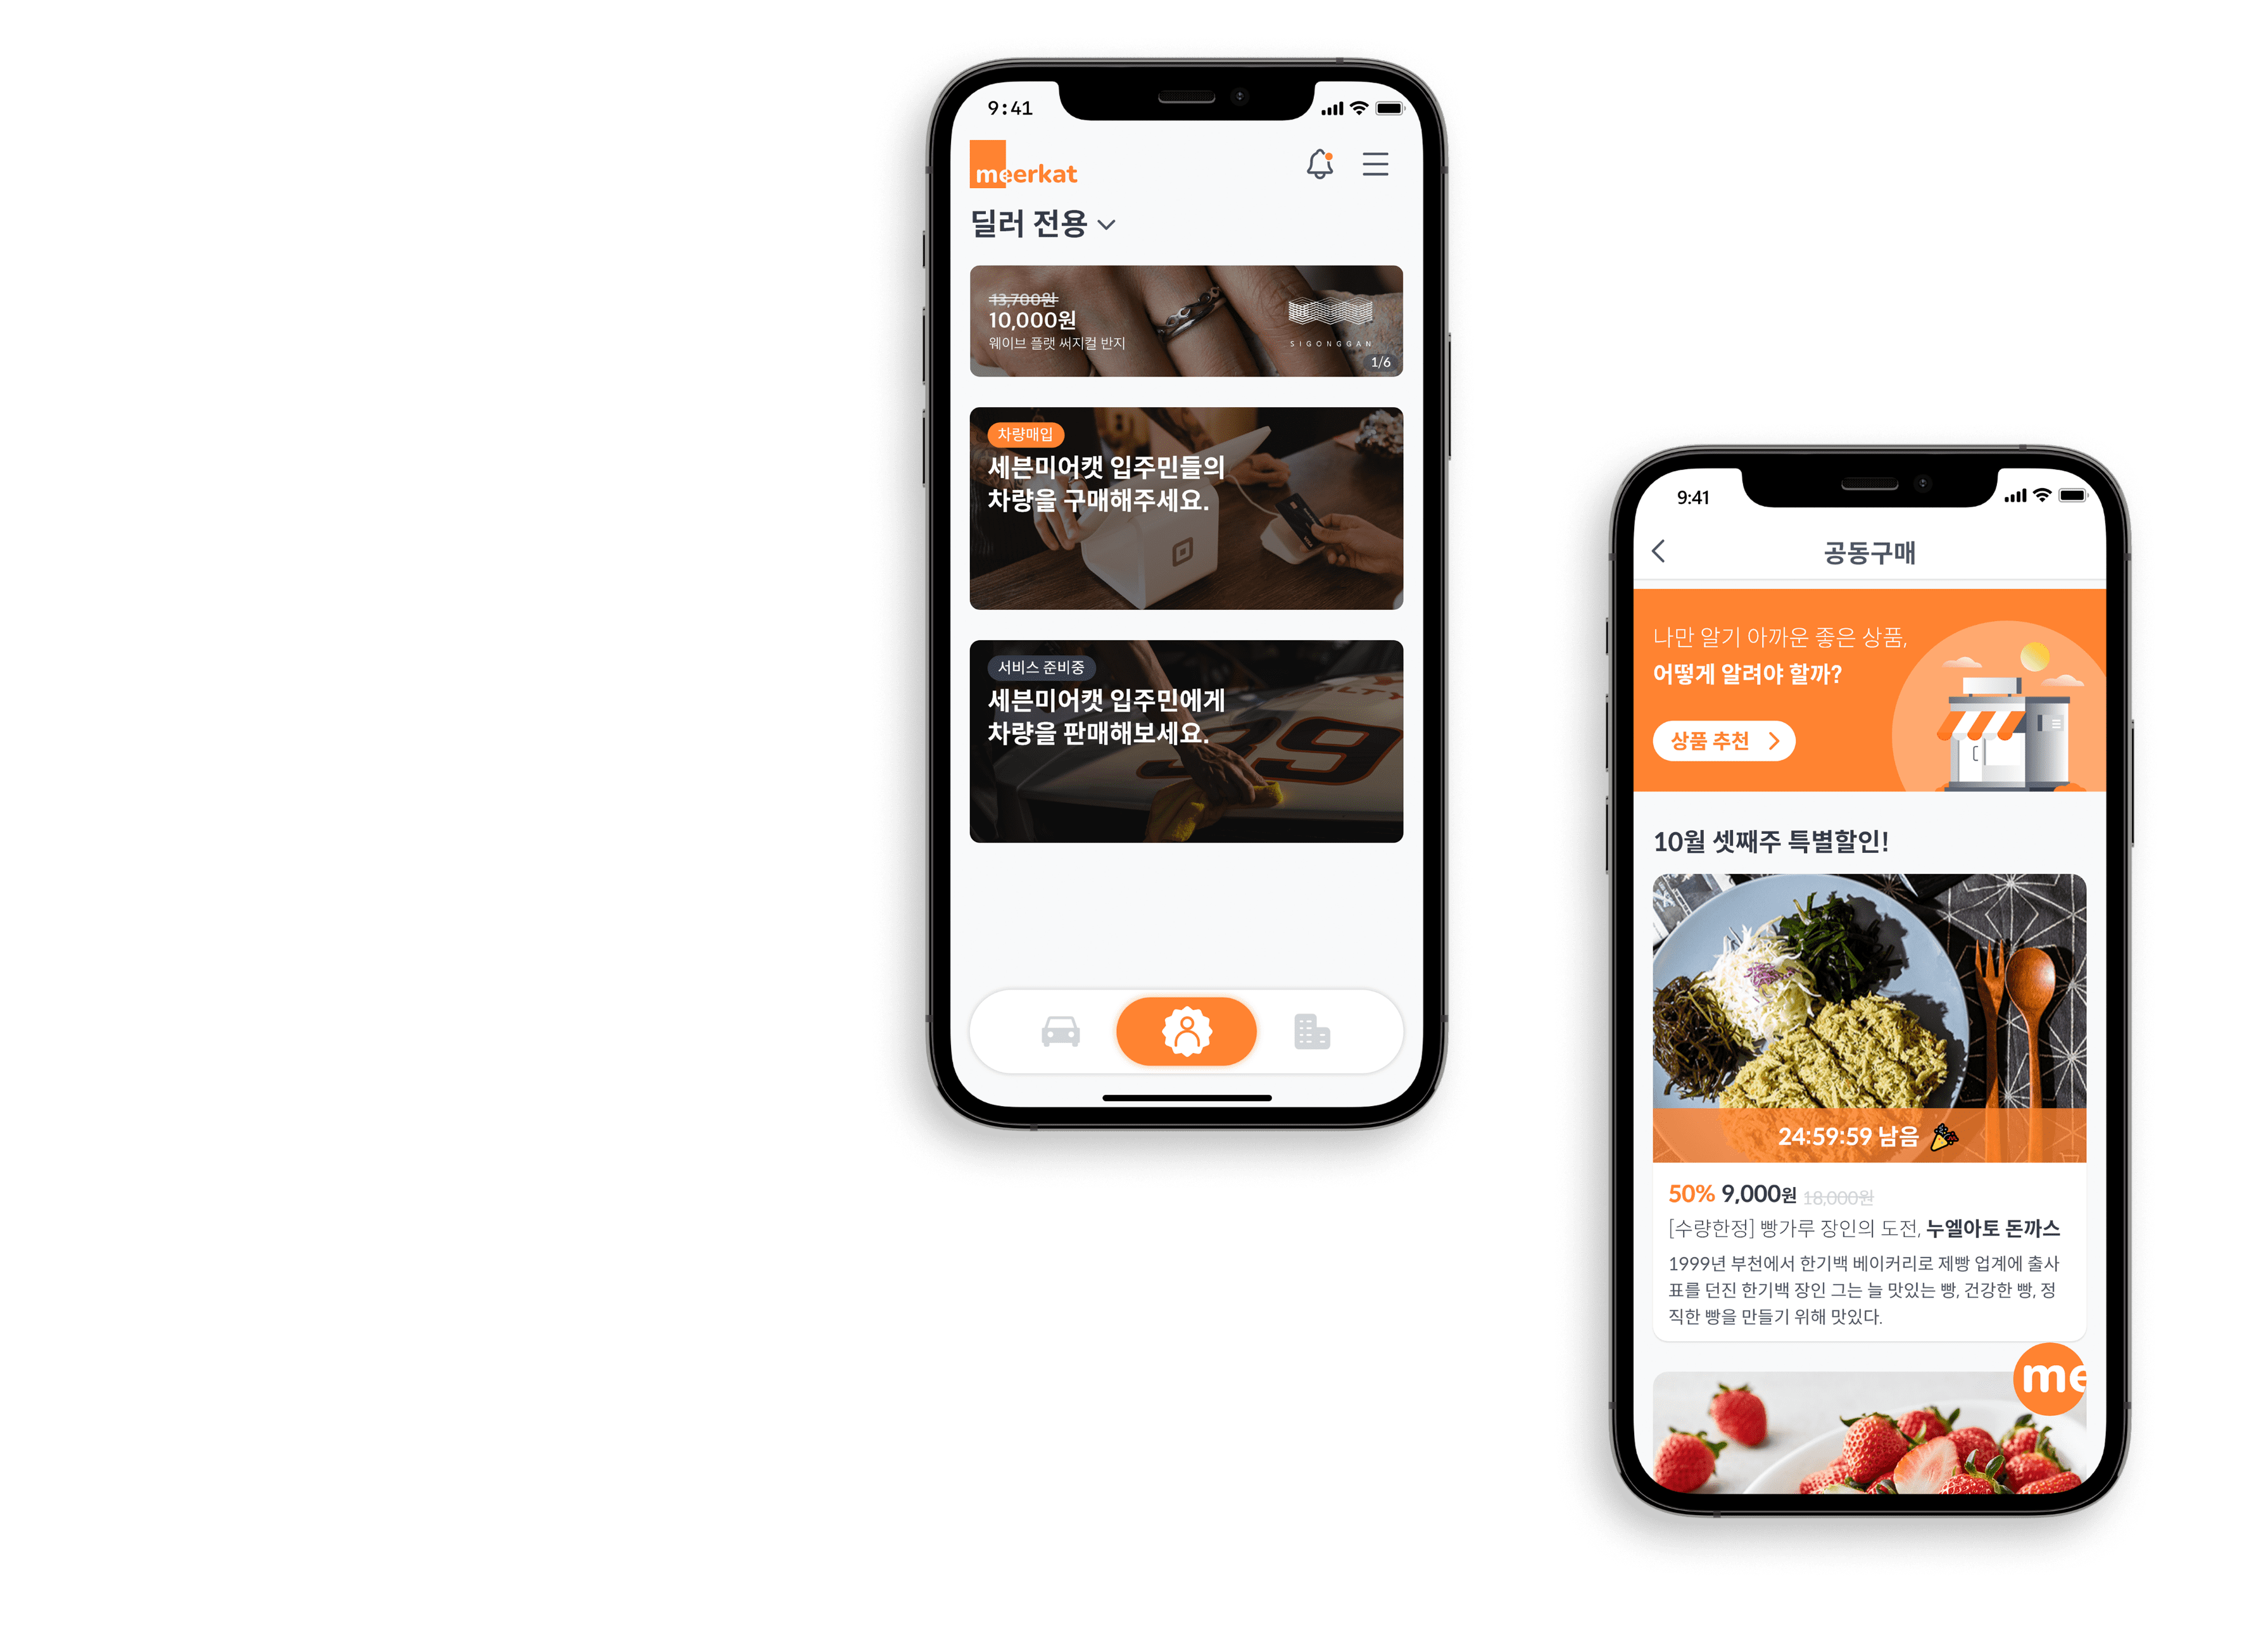 9:41
meerkat
딜러 전용
13,700원
10,000원
웨이브 플랫 써지컬 반지
SIGONGGAN
1/6
차량매입
세븐미어캣 입주민들의
차량을 구매해주세요.
서비스 준비중
세븐미어캣 입주민에게
차량을 판매해보세요.
LTY
39
9:41
공동구매
나만 알기 아까운 좋은 상품,
어떻게 알려야 할까?
상품 추천
10월 셋째주 특별할인!
24:59:59 남음
50% 9,000원 18,000원
[수량한정] 빵가루 장인의 도전, 누엘아토 돈까스
1999년 부천에서 한기백 베이커리로 제빵 업계에 출사
표를 던진 한기백 장인 그는 늘 맛있는 빵, 건강한 빵, 정
직한 빵을 만들기 위해 맛있다.
me